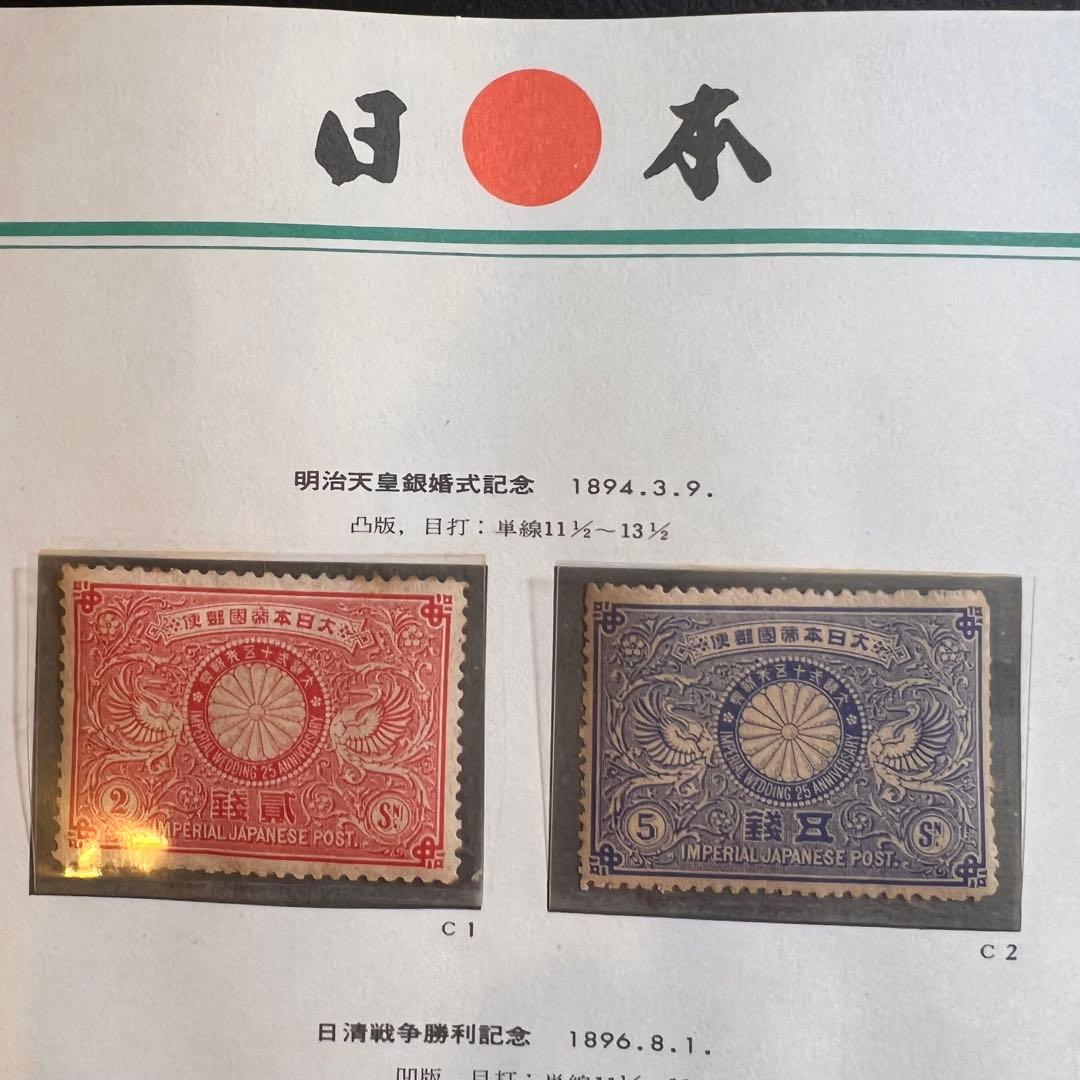 日 本
明治天皇銀婚式記念 1894.3.9.
凸版，目打：単線11½～13½
便郵國帝本日大
IMPERIAL WEDDING 25 ANNIVERSARY
2 錢貳 SN
IMPERIAL JAPANESE POST.
便郵國帝本日大
IMPERIAL WEDDING 25 ANNIVERSARY
5 錢五 SN
IMPERIAL JAPANESE POST.
C 1
C 2
日清戦争勝利記念 1896.8.1.